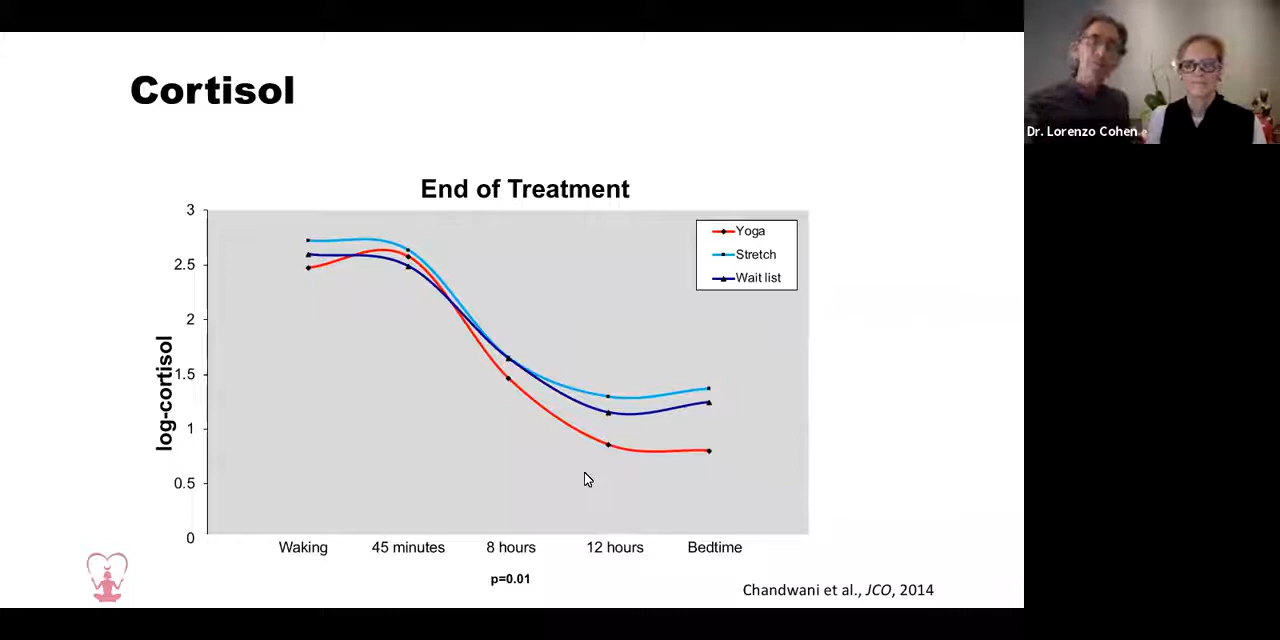 Cortisol
End of Treatment
3
2.5
2
1.5
1
0.5
0
log-cortisol
Yoga
Stretch
Wait list
Waking
45 minutes
8 hours
12 hours
Bedtime
p=0.01
Chandwani et al., JCO, 2014
Dr. Lorenzo Cohen